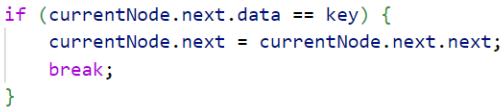 if (currentNode.next.data == key) {
    currentNode.next = currentNode.next.next;
    break;
}